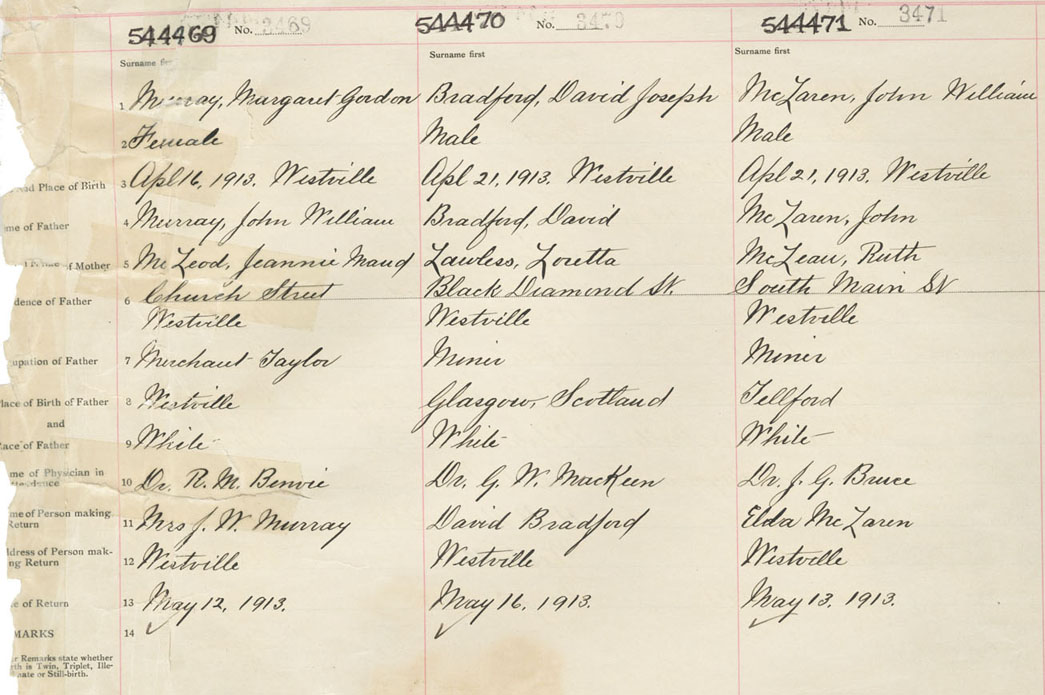 544469 No. 3469 544470 No. 3470 544471 No. 3471
Surname first Surname first Surname first
1 Murray, Margaret Gordon Bradford, David Joseph McLaren, John William
2 Female Male Male
and Place of Birth 3 Apl 16, 1913. Westville Apl 21, 1913. Westville Apl 21, 1913. Westville
me of Father 4 Murray, John William Bradford, David McLaren, John
of Mother 5 McLeod, Jeannie Maud Lawless, Loretta McLean, Ruth
dence of Father 6 Church Street Black Diamond St. South Main St
Westville Westville Westville
upation of Father 7 Merchant Taylor Miner Miner
lace of Birth of Father 8 Westville Glasgow, Scotland Tellford
and
ace of Father 9 White White White
me of Physician in
10 Dr. R. M. Benvie Dr. G. W. MacKeen Dr. J. G. Bruce
me of Person making
Return 11 Mrs J. W. Murray David Bradford Elda McLaren
ddress of Person mak-
ng Return 12 Westville Westville Westville
e of Return 13 May 12, 1913. May 16, 1913. May 13, 1913.
MARKS 14
r Remarks state whether
rth is Twin, Triplet, Ille-
nate or Still-birth.